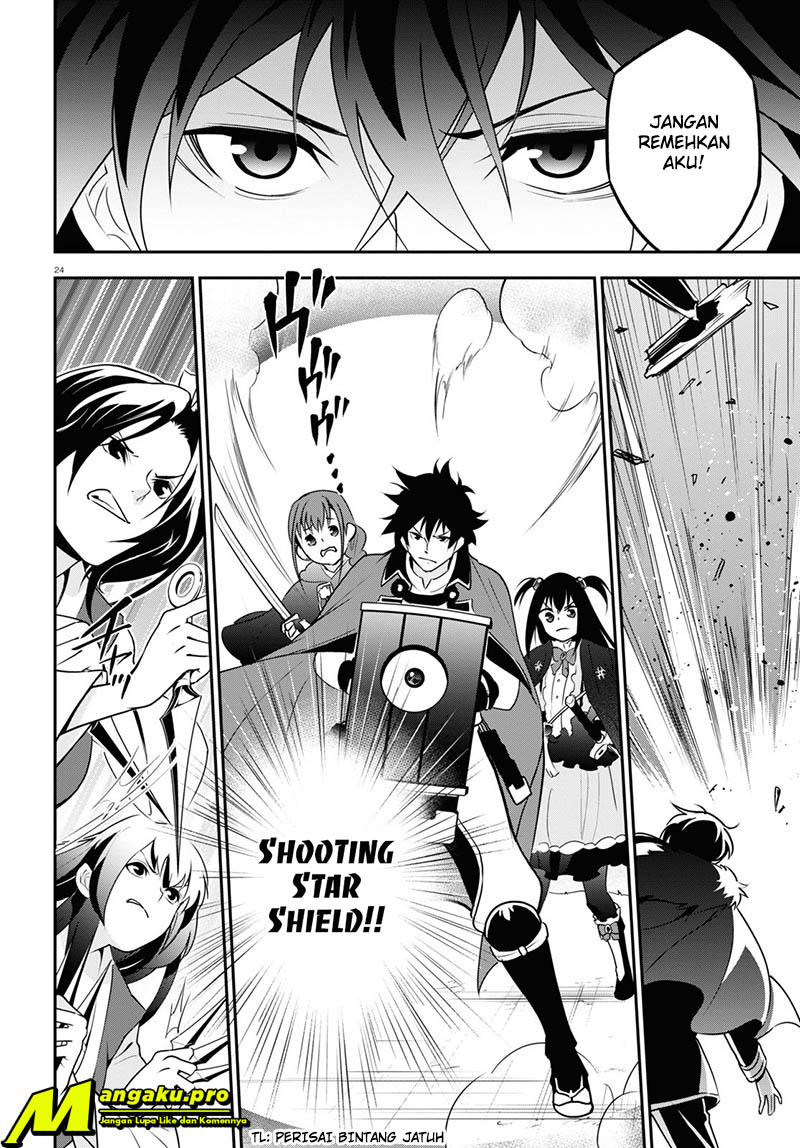 JANGAN
REMEHKAN
AKU!
24
ヴヴヴ…
SHOOTING
STAR
SHIELD!!
Mangaku.pro
Jangan Lupa Like dan Komennya
TL: PERISAI BINTANG JATUH